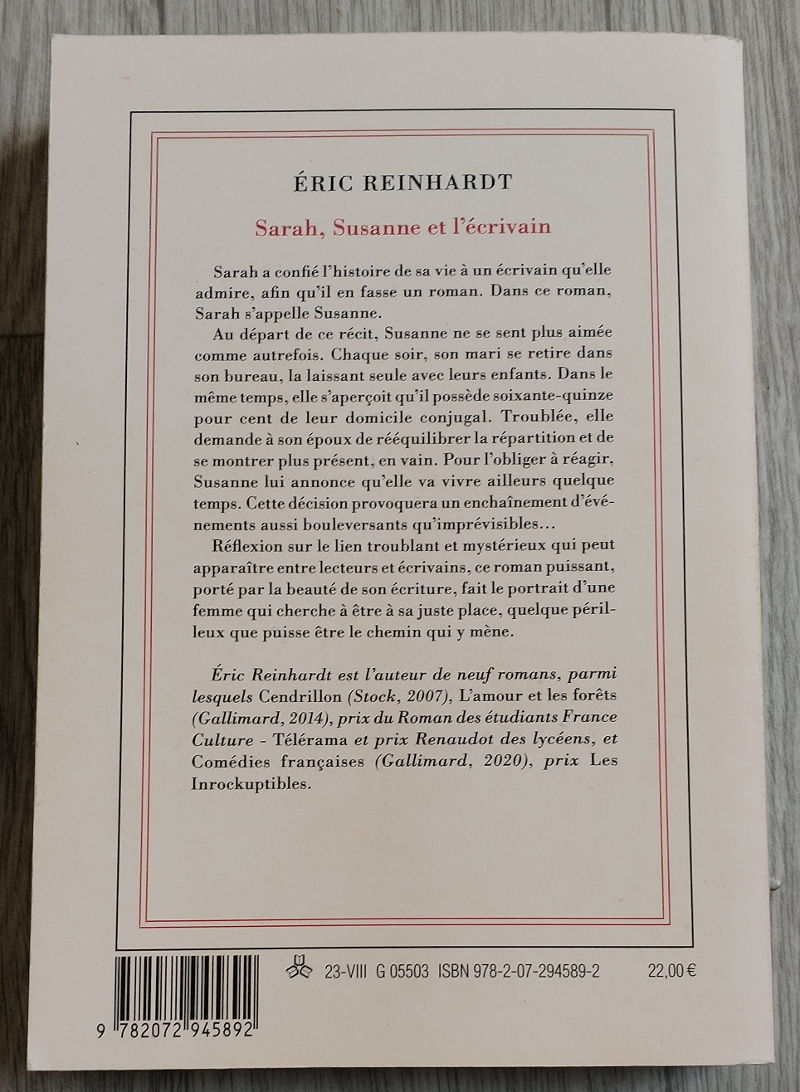 ÉRIC REINHARDT
Sarah, Susanne et l'écrivain
Sarah a confié l'histoire de sa vie à un écrivain qu'elle
admire, afin qu'il en fasse un roman. Dans ce roman,
Sarah s'appelle Susanne.
Au départ de ce récit, Susanne ne se sent plus aimée
comme autrefois. Chaque soir, son mari se retire dans
son bureau, la laissant seule avec leurs enfants. Dans le
même temps, elle s'aperçoit qu'il possède soixante-quinze
pour cent de leur domicile conjugal. Troublée, elle
demande à son époux de rééquilibrer la répartition et de
se montrer plus présent, en vain. Pour l'obliger à réagir,
Susanne lui annonce qu'elle va vivre ailleurs quelque
temps. Cette décision provoquera un enchaînement d'évé-
nements aussi bouleversants qu'imprévisibles...
Réflexion sur le lien troublant et mystérieux qui peut
apparaître entre lecteurs et écrivains, ce roman puissant,
porté par la beauté de son écriture, fait le portrait d'une
femme qui cherche à être à sa juste place, quelque péril-
leux que puisse être le chemin qui y mène.
Éric Reinhardt est l'auteur de neuf romans, parmi
lesquels Cendrillon (Stock, 2007), L'amour et les forêts
(Gallimard, 2014), prix du Roman des étudiants France
Culture - Télérama et prix Renaudot des lycéens, et
Comédies françaises (Gallimard, 2020), prix Les
Inrockuptibles.
23-VIII G 05503 ISBN 978-2-07-294589-2 22,00 €
9 782072 945892